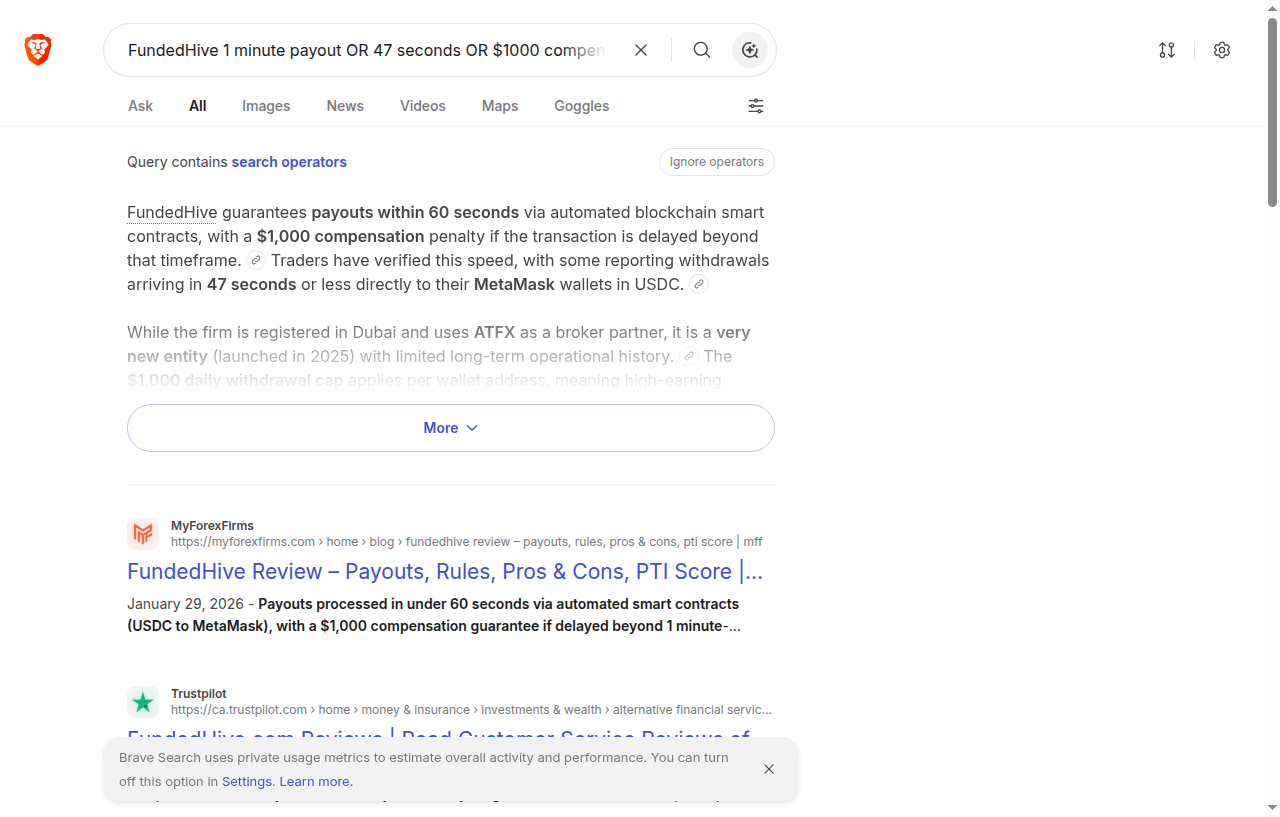 FundedHive 1 minute payout OR 47 seconds OR $1000 compen
Ask
All
Images
News
Videos
Maps
Goggles
Query contains search operators
Ignore operators
FundedHive guarantees payouts within 60 seconds via automated blockchain smart
contracts, with a $1,000 compensation penalty if the transaction is delayed beyond
that timeframe. Traders have verified this speed, with some reporting withdrawals
arriving in 47 seconds or less directly to their MetaMask wallets in USDC.
While the firm is registered in Dubai and uses ATFX as a broker partner, it is a very
new entity (launched in 2025) with limited long-term operational history. The
$1,000 daily withdrawal cap applies per wallet address, meaning high-earning
More
MyForexFirms
https://myforexfirms.com › home › blog › fundedhive review – payouts, rules, pros & cons, pti score | mff
FundedHive Review – Payouts, Rules, Pros & Cons, PTI Score |...
January 29, 2026 - Payouts processed in under 60 seconds via automated smart contracts
(USDC to MetaMask), with a $1,000 compensation guarantee if delayed beyond 1 minute-...
Trustpilot
https://ca.trustpilot.com › home › money & insurance › investments & wealth › alternative financial servic...
FundedHive.com Reviews | Read Customer Service Reviews of
Brave Search uses private usage metrics to estimate overall activity and performance. You can turn
off this option in Settings. Learn more.